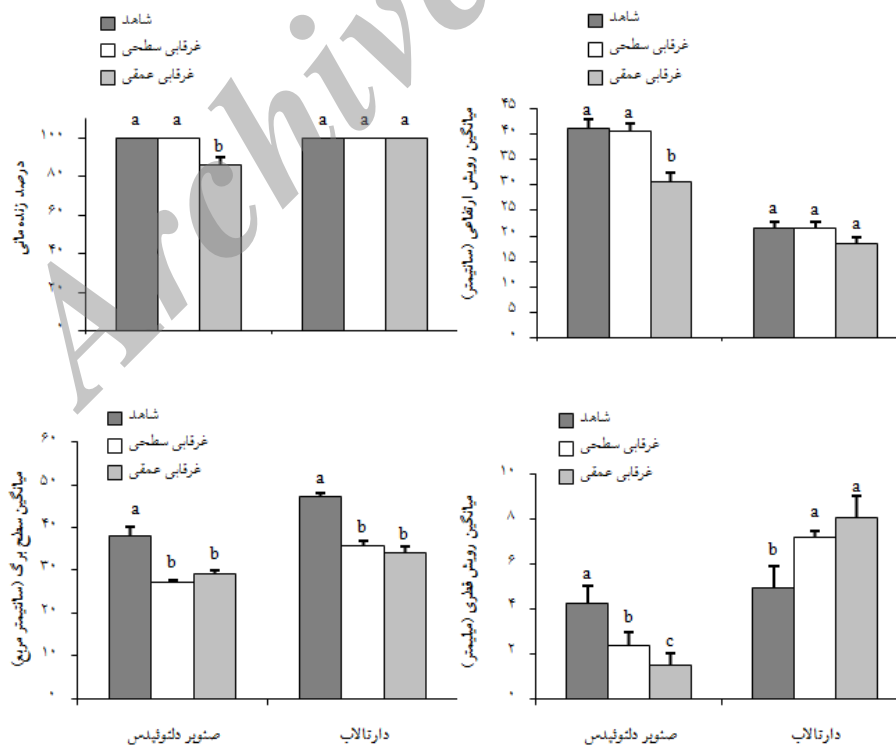 شاهد
غرقابی سطحی
غرقابی عمقی
درصد زنده مانی
۱۰۰
۸۰
۶۰
۴۰
۲۰
۰
a a b a a a
شاهد
غرقابی سطحی
غرقابی عمقی
میانگین رویش ارتفاعی (سانتیمتر)
۴۵
۴۰
۳۵
۳۰
۲۵
۲۰
۱۵
۱۰
۵
۰
a a b a a a
شاهد
غرقابی سطحی
غرقابی عمقی
میانگین سطح برگ (سانتیمتر مربع)
۶۰
۵۰
۴۰
۳۰
۲۰
۱۰
۰
a b b a b b
صنوبر دلتوئیدس دارتالاب
شاهد
غرقابی سطحی
غرقابی عمقی
میانگین رویش قطری (میلیمتر)
۱۰
۸
۶
۴
۲
۰
a b c b a a
صنوبر دلتوئیدس دارتالاب
Archive